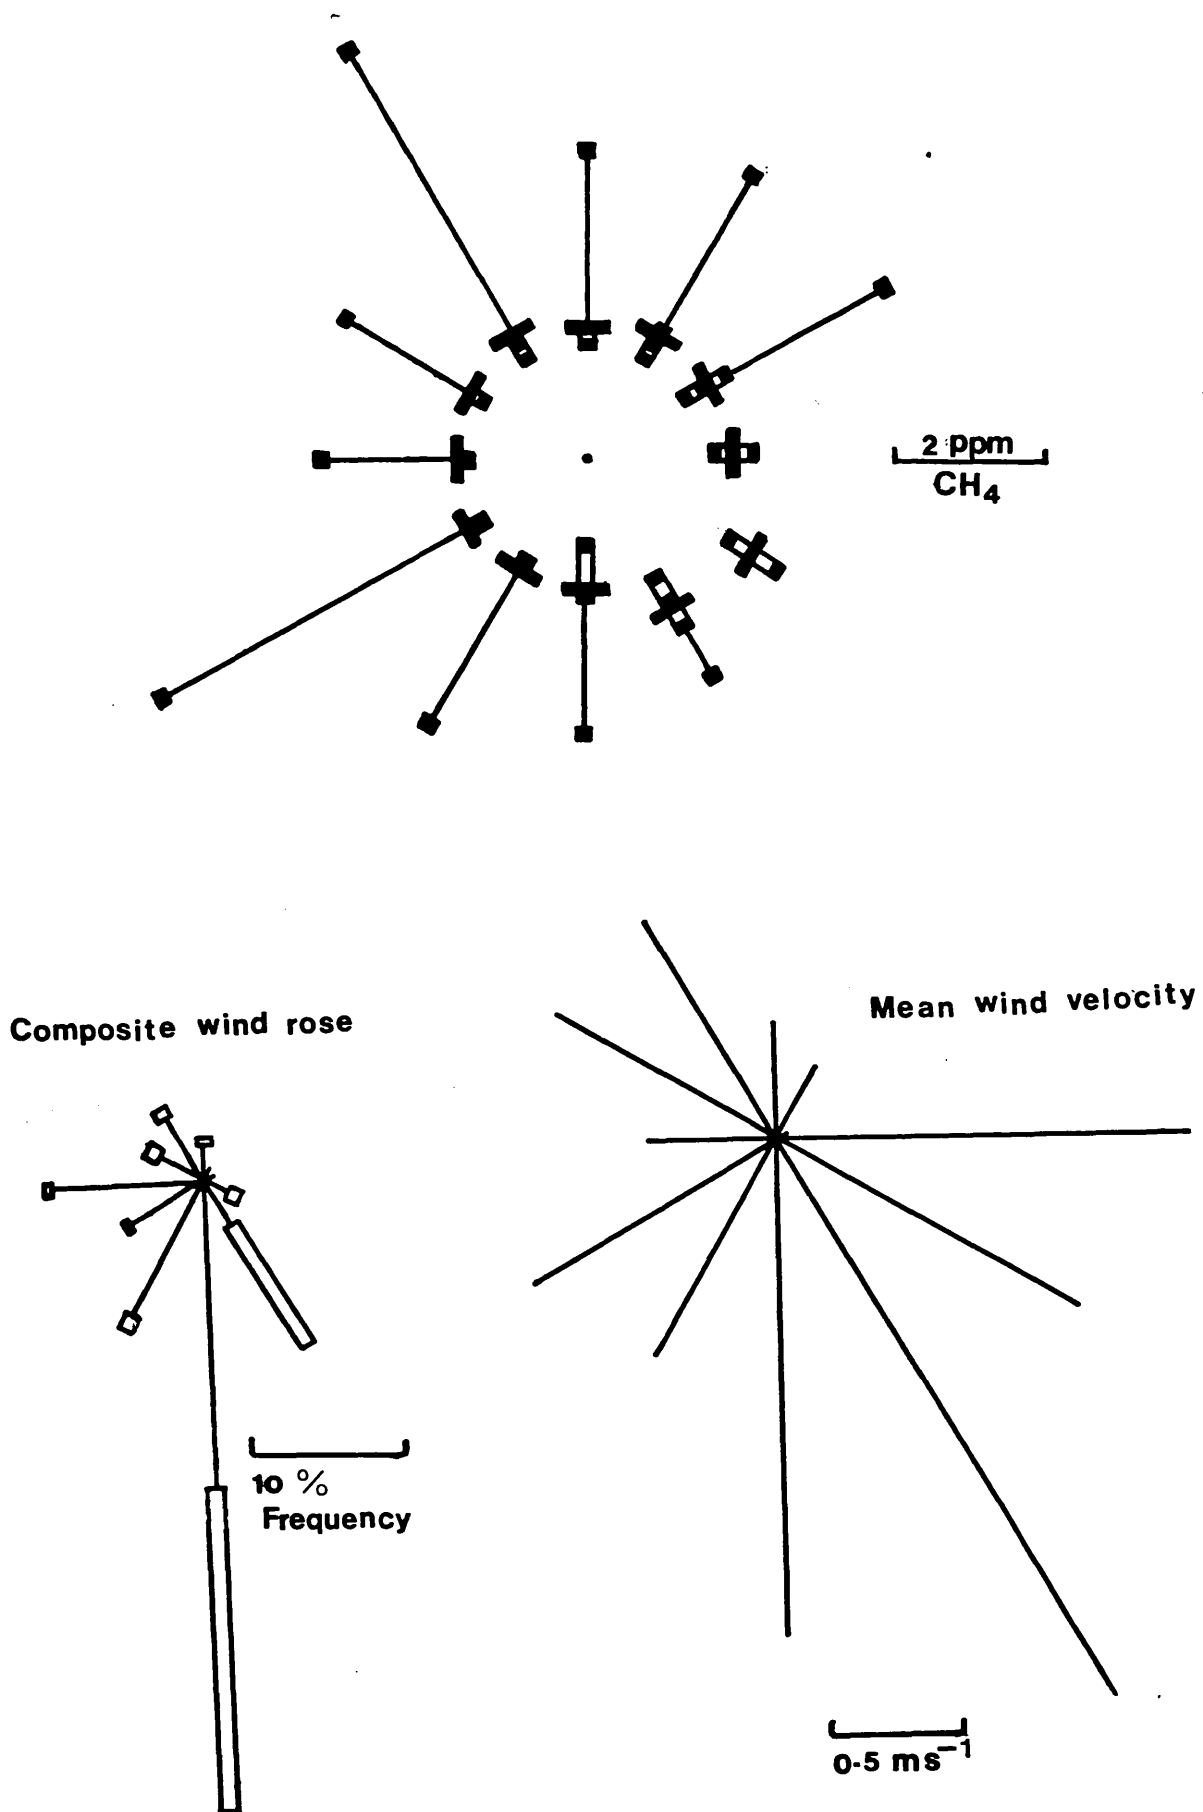 2 ppm
CH4
Composite wind rose
Mean wind velocity
10 %
Frequency
0·5 ms−1